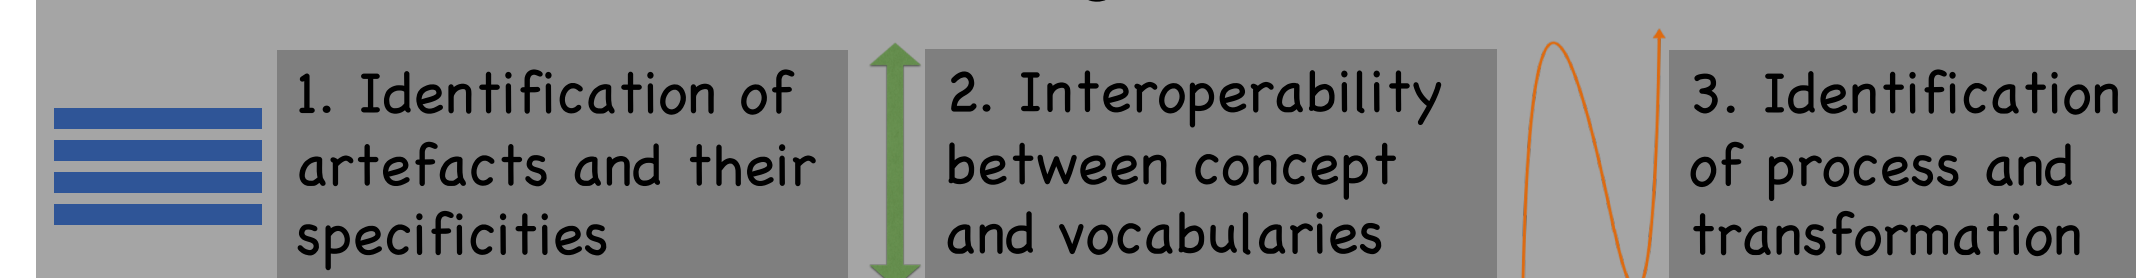 1. Identification of
artefacts and their
specificities
2. Interoperability
between concept
and vocabularies
3. Identification
of process and
transformation